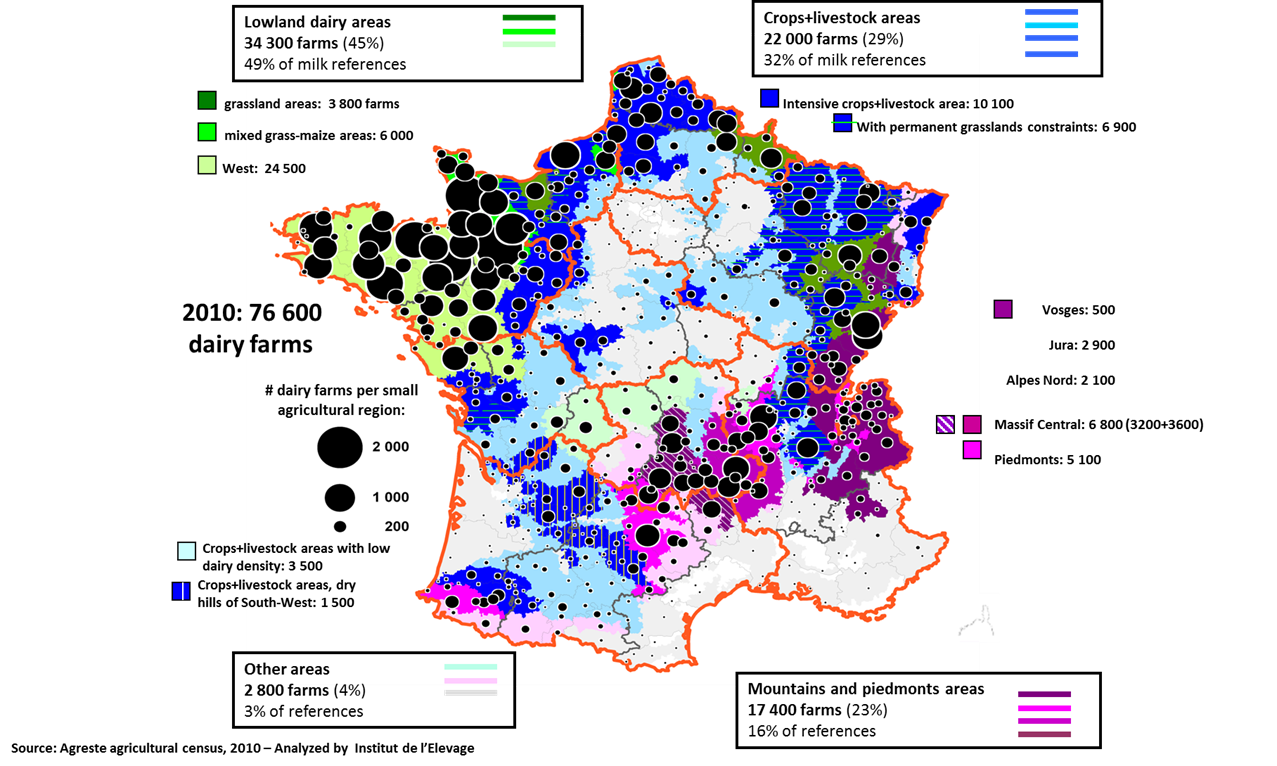 Lowland dairy areas
34 300 farms (45%)
49% of milk references
Crops+livestock areas
22 000 farms (29%)
32% of milk references
grassland areas: 3 800 farms
mixed grass-maize areas: 6 000
West: 24 500
Intensive crops+livestock area: 10 100
With permanent grasslands constraints: 6 900
2010: 76 600
dairy farms
# dairy farms per small
agricultural region:
2 000
1 000
200
Vosges: 500
Jura: 2 900
Alpes Nord: 2 100
Massif Central: 6 800 (3200+3600)
Piedmonts: 5 100
Crops+livestock areas with low
dairy density: 3 500
Crops+livestock areas, dry
hills of South-West: 1 500
Other areas
2 800 farms (4%)
3% of references
Mountains and piedmonts areas
17 400 farms (23%)
16% of references
Source: Agreste agricultural census, 2010 – Analyzed by Institut de l'Elevage